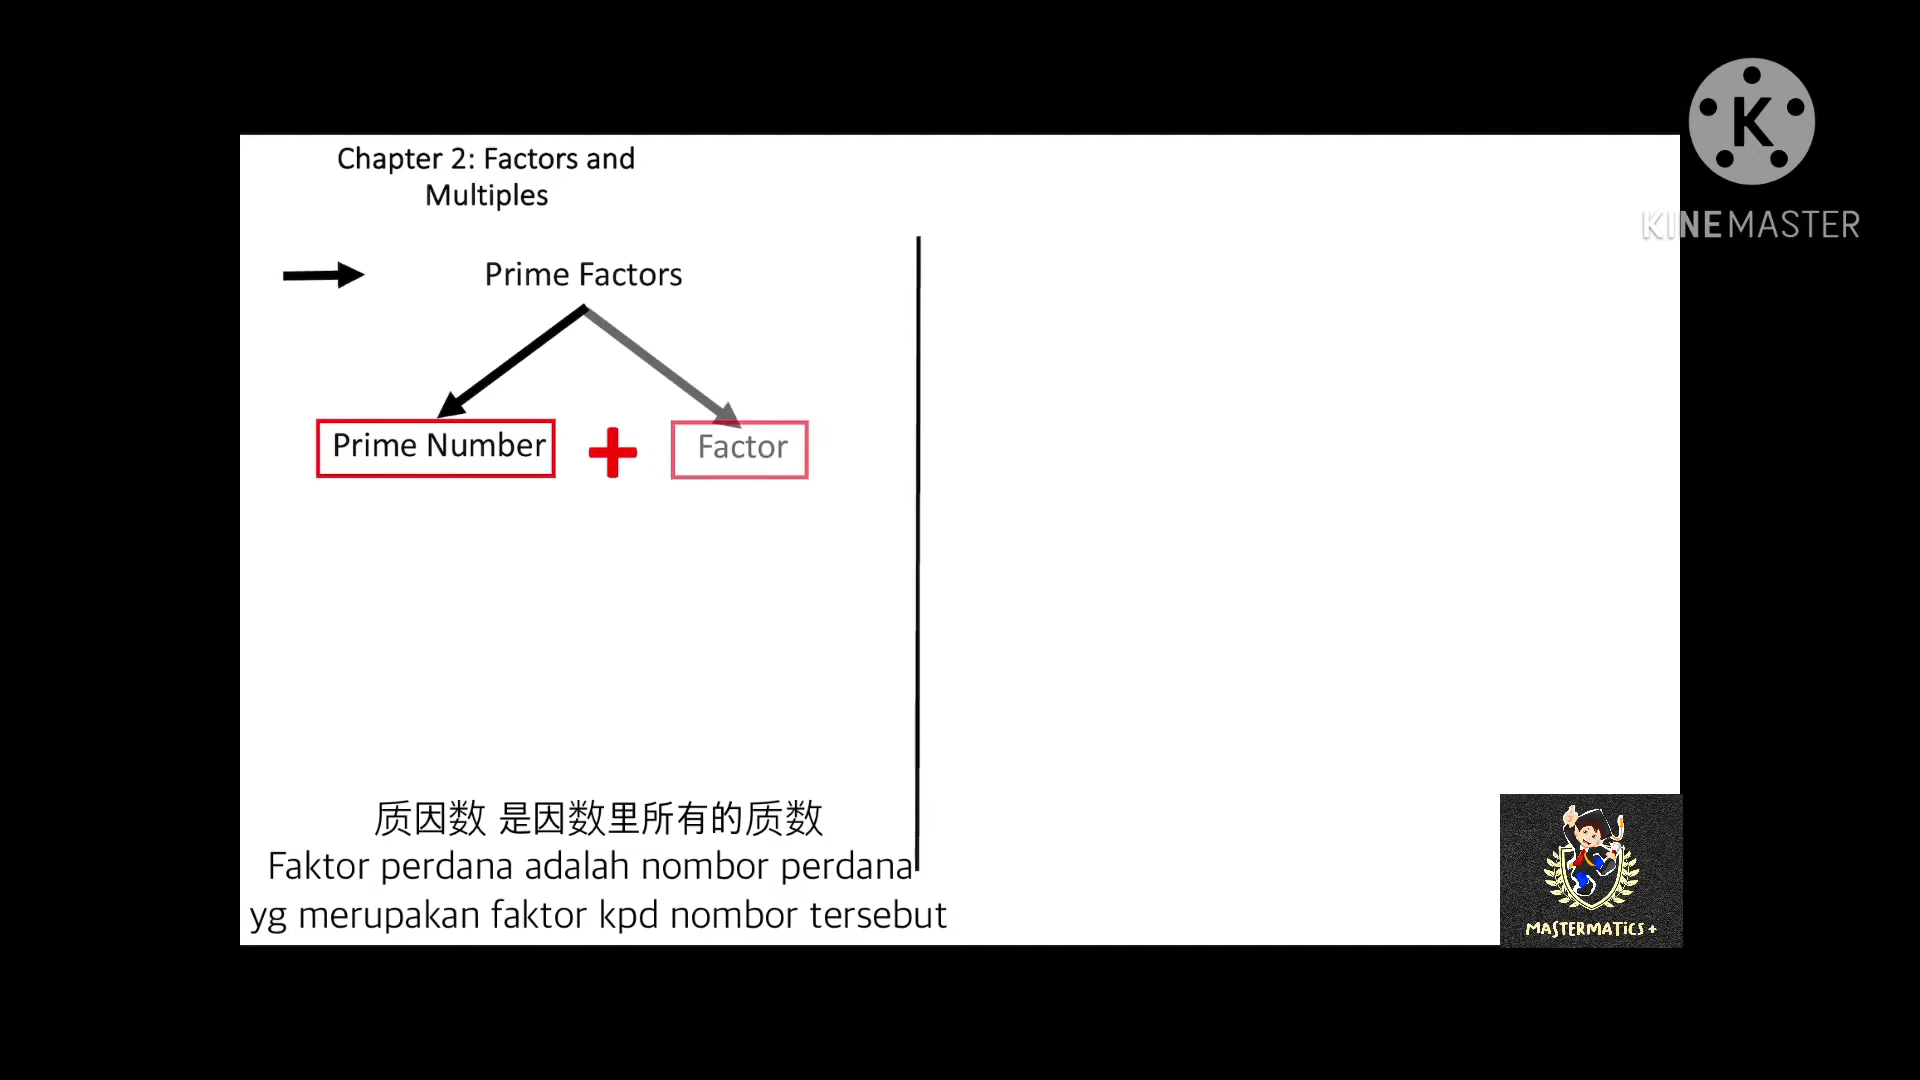 Chapter 2: Factors and
Multiples
Prime Factors
Prime Number
Factor
质因数 是因数里所有的质数
Faktor perdana adalah nombor perdana
yg merupakan faktor kpd nombor tersebut
K
KINEMASTER
MASTERMATiCS +